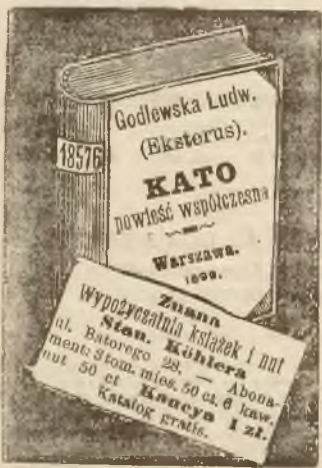 Godlewska Ludw.
(Eksterus).
KATO
powieść współczesna
Warszawa.
1899.
18576
Znana
Wypożyczalnia książek i nut
Stan. Köhlera
ul. Batorego 28. — Abona-
ment: 3 tom. mies. 50 ct. 6 kaw.
nut 50 ct Kaucya 1 zł.
Katalog gratis.